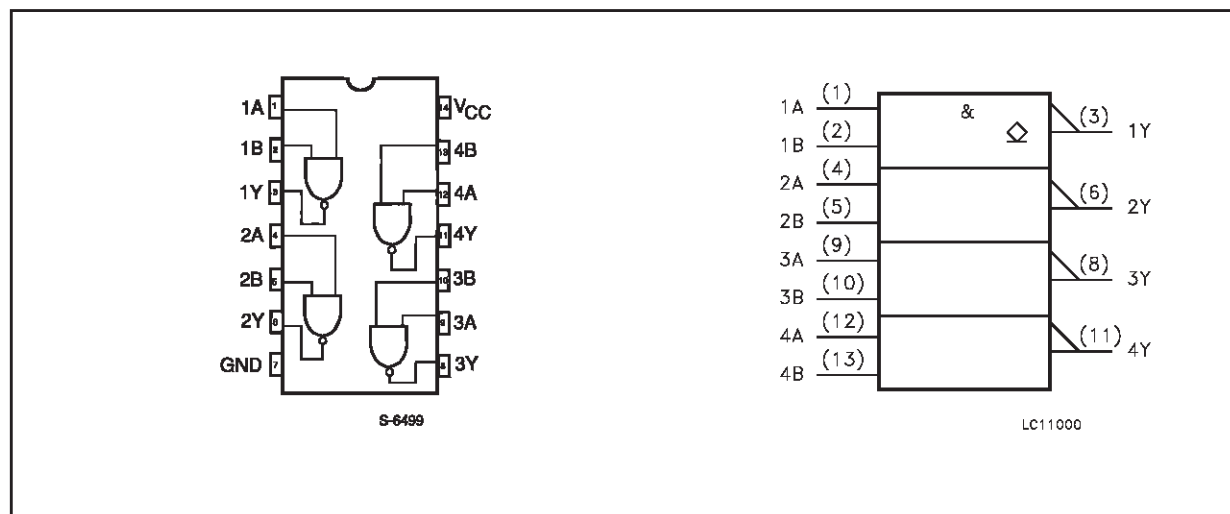 1A 1
1B 2
1Y 3
2A 4
2B 5
2Y 6
GND 7
14 VCC
13 4B
12 4A
11 4Y
10 3B
9 3A
8 3Y
S-6499
1A (1)
1B (2)
2A (4)
2B (5)
3A (9)
3B (10)
4A (12)
4B (13)
&
(3) 1Y
(6) 2Y
(8) 3Y
(11) 4Y
LC11000